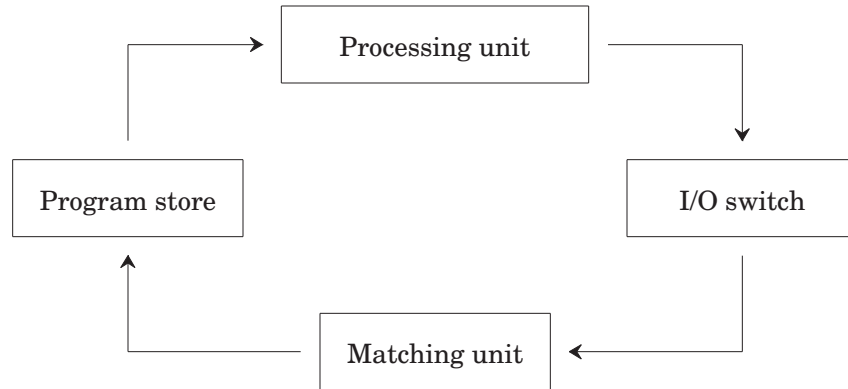 Processing unit
Program store
I/O switch
Matching unit